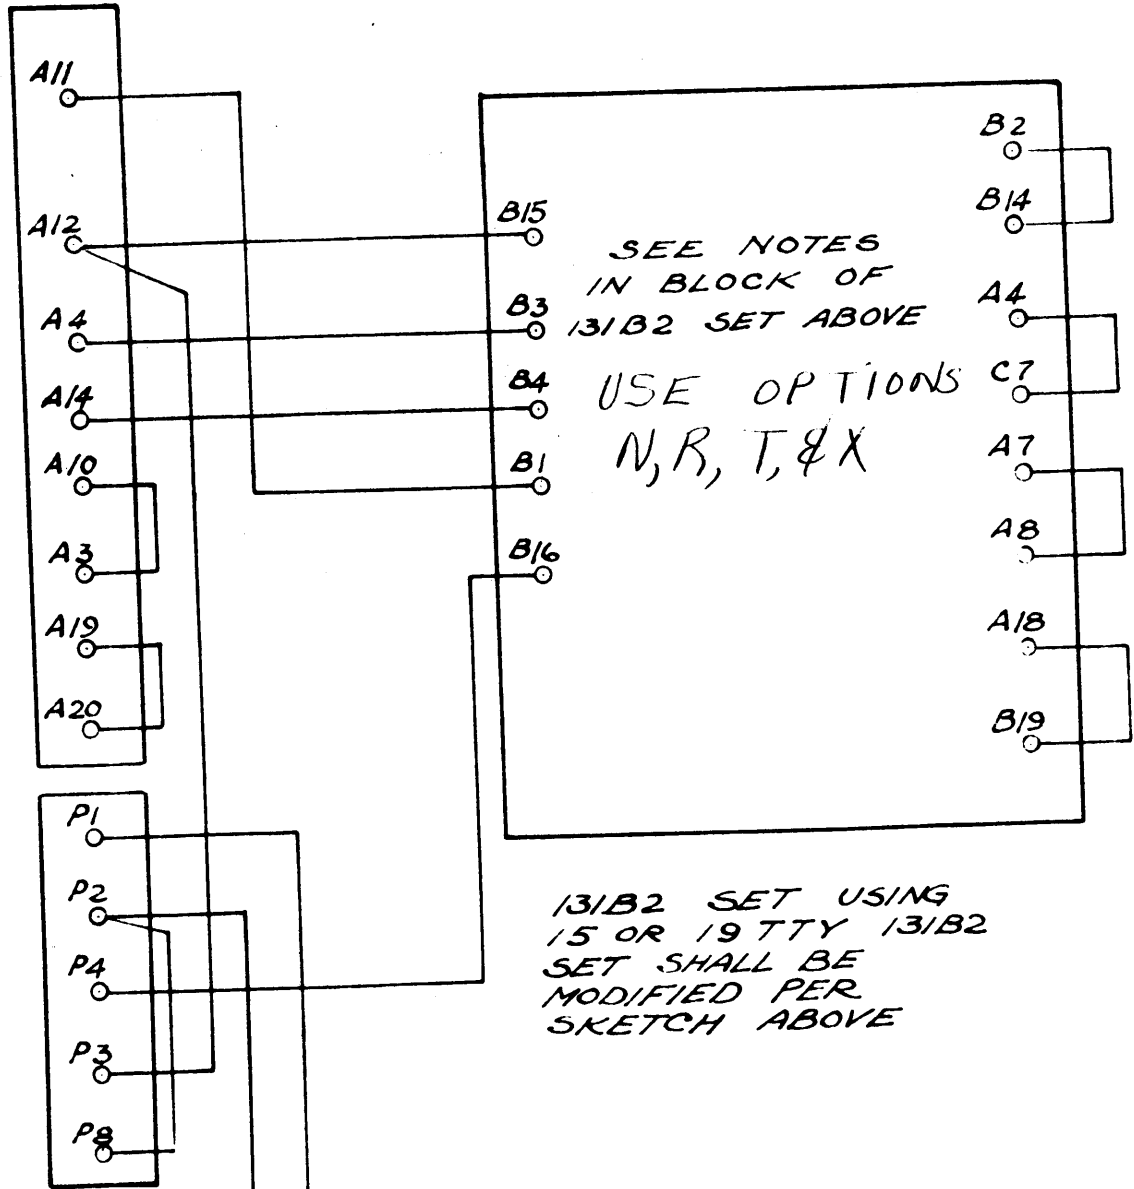 A11
A12
A4
A14
A10
A3
A19
A20
P1
P2
P4
P3
P8
B15
B3
B4
B1
B16
SEE NOTES
IN BLOCK OF
131B2 SET ABOVE
USE OPTIONS
N, R, T, & X
B2
B14
A4
C7
A7
A8
A18
B19
131B2 SET USING
15 OR 19 TTY 131B2
SET SHALL BE
MODIFIED PER
SKETCH ABOVE